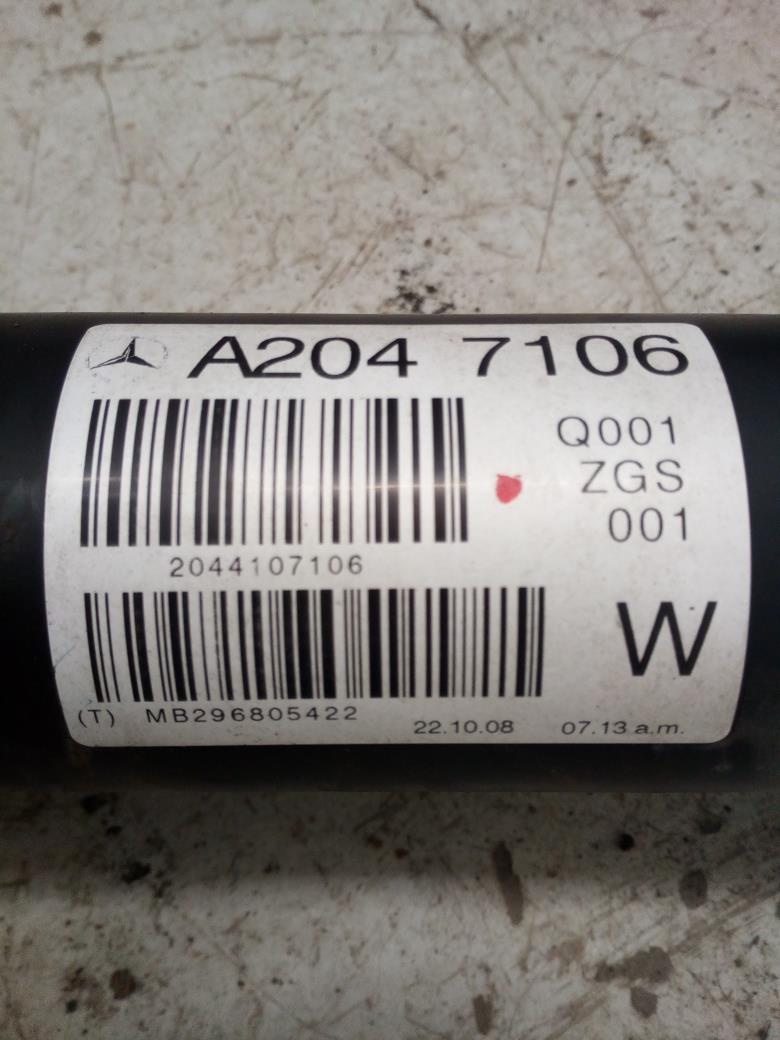 A204 7106
Q001
ZGS
001
2044107106
W
(T) MB296805422
22.10.08 07.13 a.m.